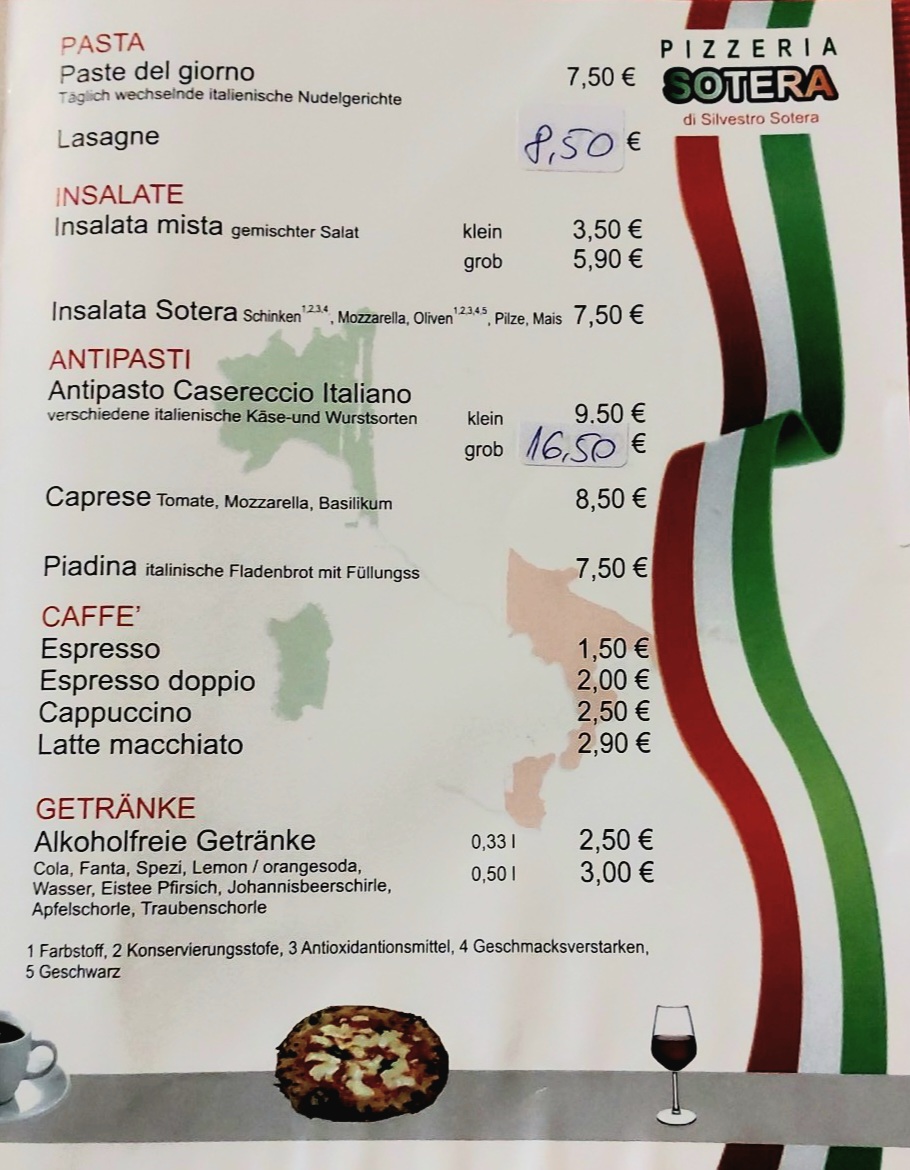 PIZZERIA
SOTERA
di Silvestro Sotera
PASTA
Paste del giorno 7,50 €
Täglich wechselnde italienische Nudelgerichte
Lasagne 8,50 €
INSALATE
Insalata mista gemischter Salat klein 3,50 €
grob 5,90 €
Insalata Sotera Schinken1,2,3,4, Mozzarella, Oliven1,2,3,4,5, Pilze, Mais 7,50 €
ANTIPASTI
Antipasto Casereccio Italiano
verschiedene italienische Käse-und Wurstsorten klein 9.50 €
grob 16,50 €
Caprese Tomate, Mozzarella, Basilikum 8,50 €
Piadina italinische Fladenbrot mit Füllungss 7,50 €
CAFFE'
Espresso 1,50 €
Espresso doppio 2,00 €
Cappuccino 2,50 €
Latte macchiato 2,90 €
GETRÄNKE
Alkoholfreie Getränke 0,33 l 2,50 €
Cola, Fanta, Spezi, Lemon / orangesoda, 0,50 l 3,00 €
Wasser, Eistee Pfirsich, Johannisbeerschirle,
Apfelschorle, Traubenschorle
1 Farbstoff, 2 Konservierungsstofe, 3 Antioxidantionsmittel, 4 Geschmacksverstarken,
5 Geschwarz